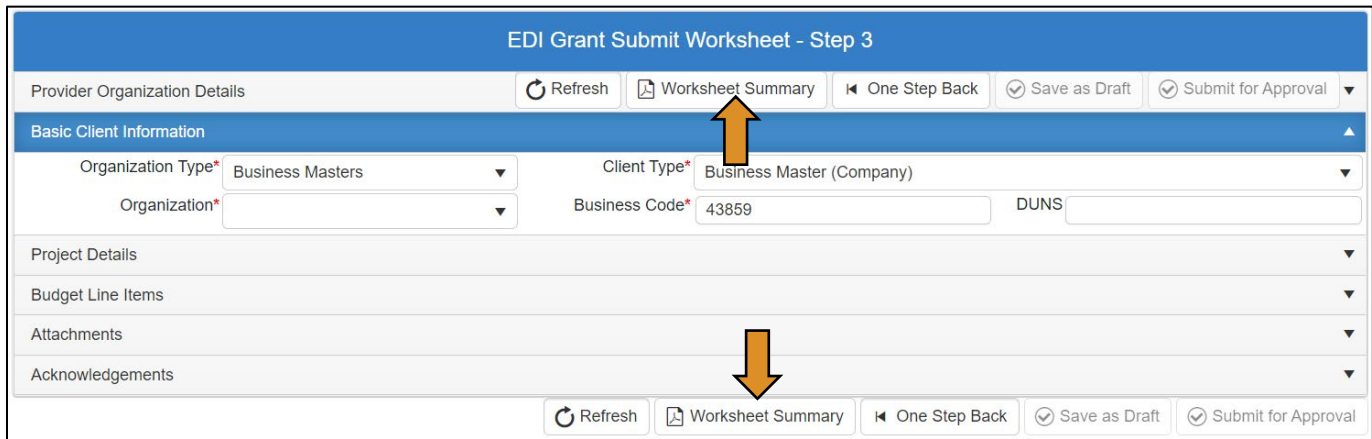 EDI Grant Submit Worksheet - Step 3
Provider Organization Details Refresh Worksheet Summary One Step Back Save as Draft Submit for Approval
Basic Client Information
Organization Type* Business Masters Client Type* Business Master (Company)
Organization* Business Code* 43859 DUNS
Project Details
Budget Line Items
Attachments
Acknowledgements
Refresh Worksheet Summary One Step Back Save as Draft Submit for Approval